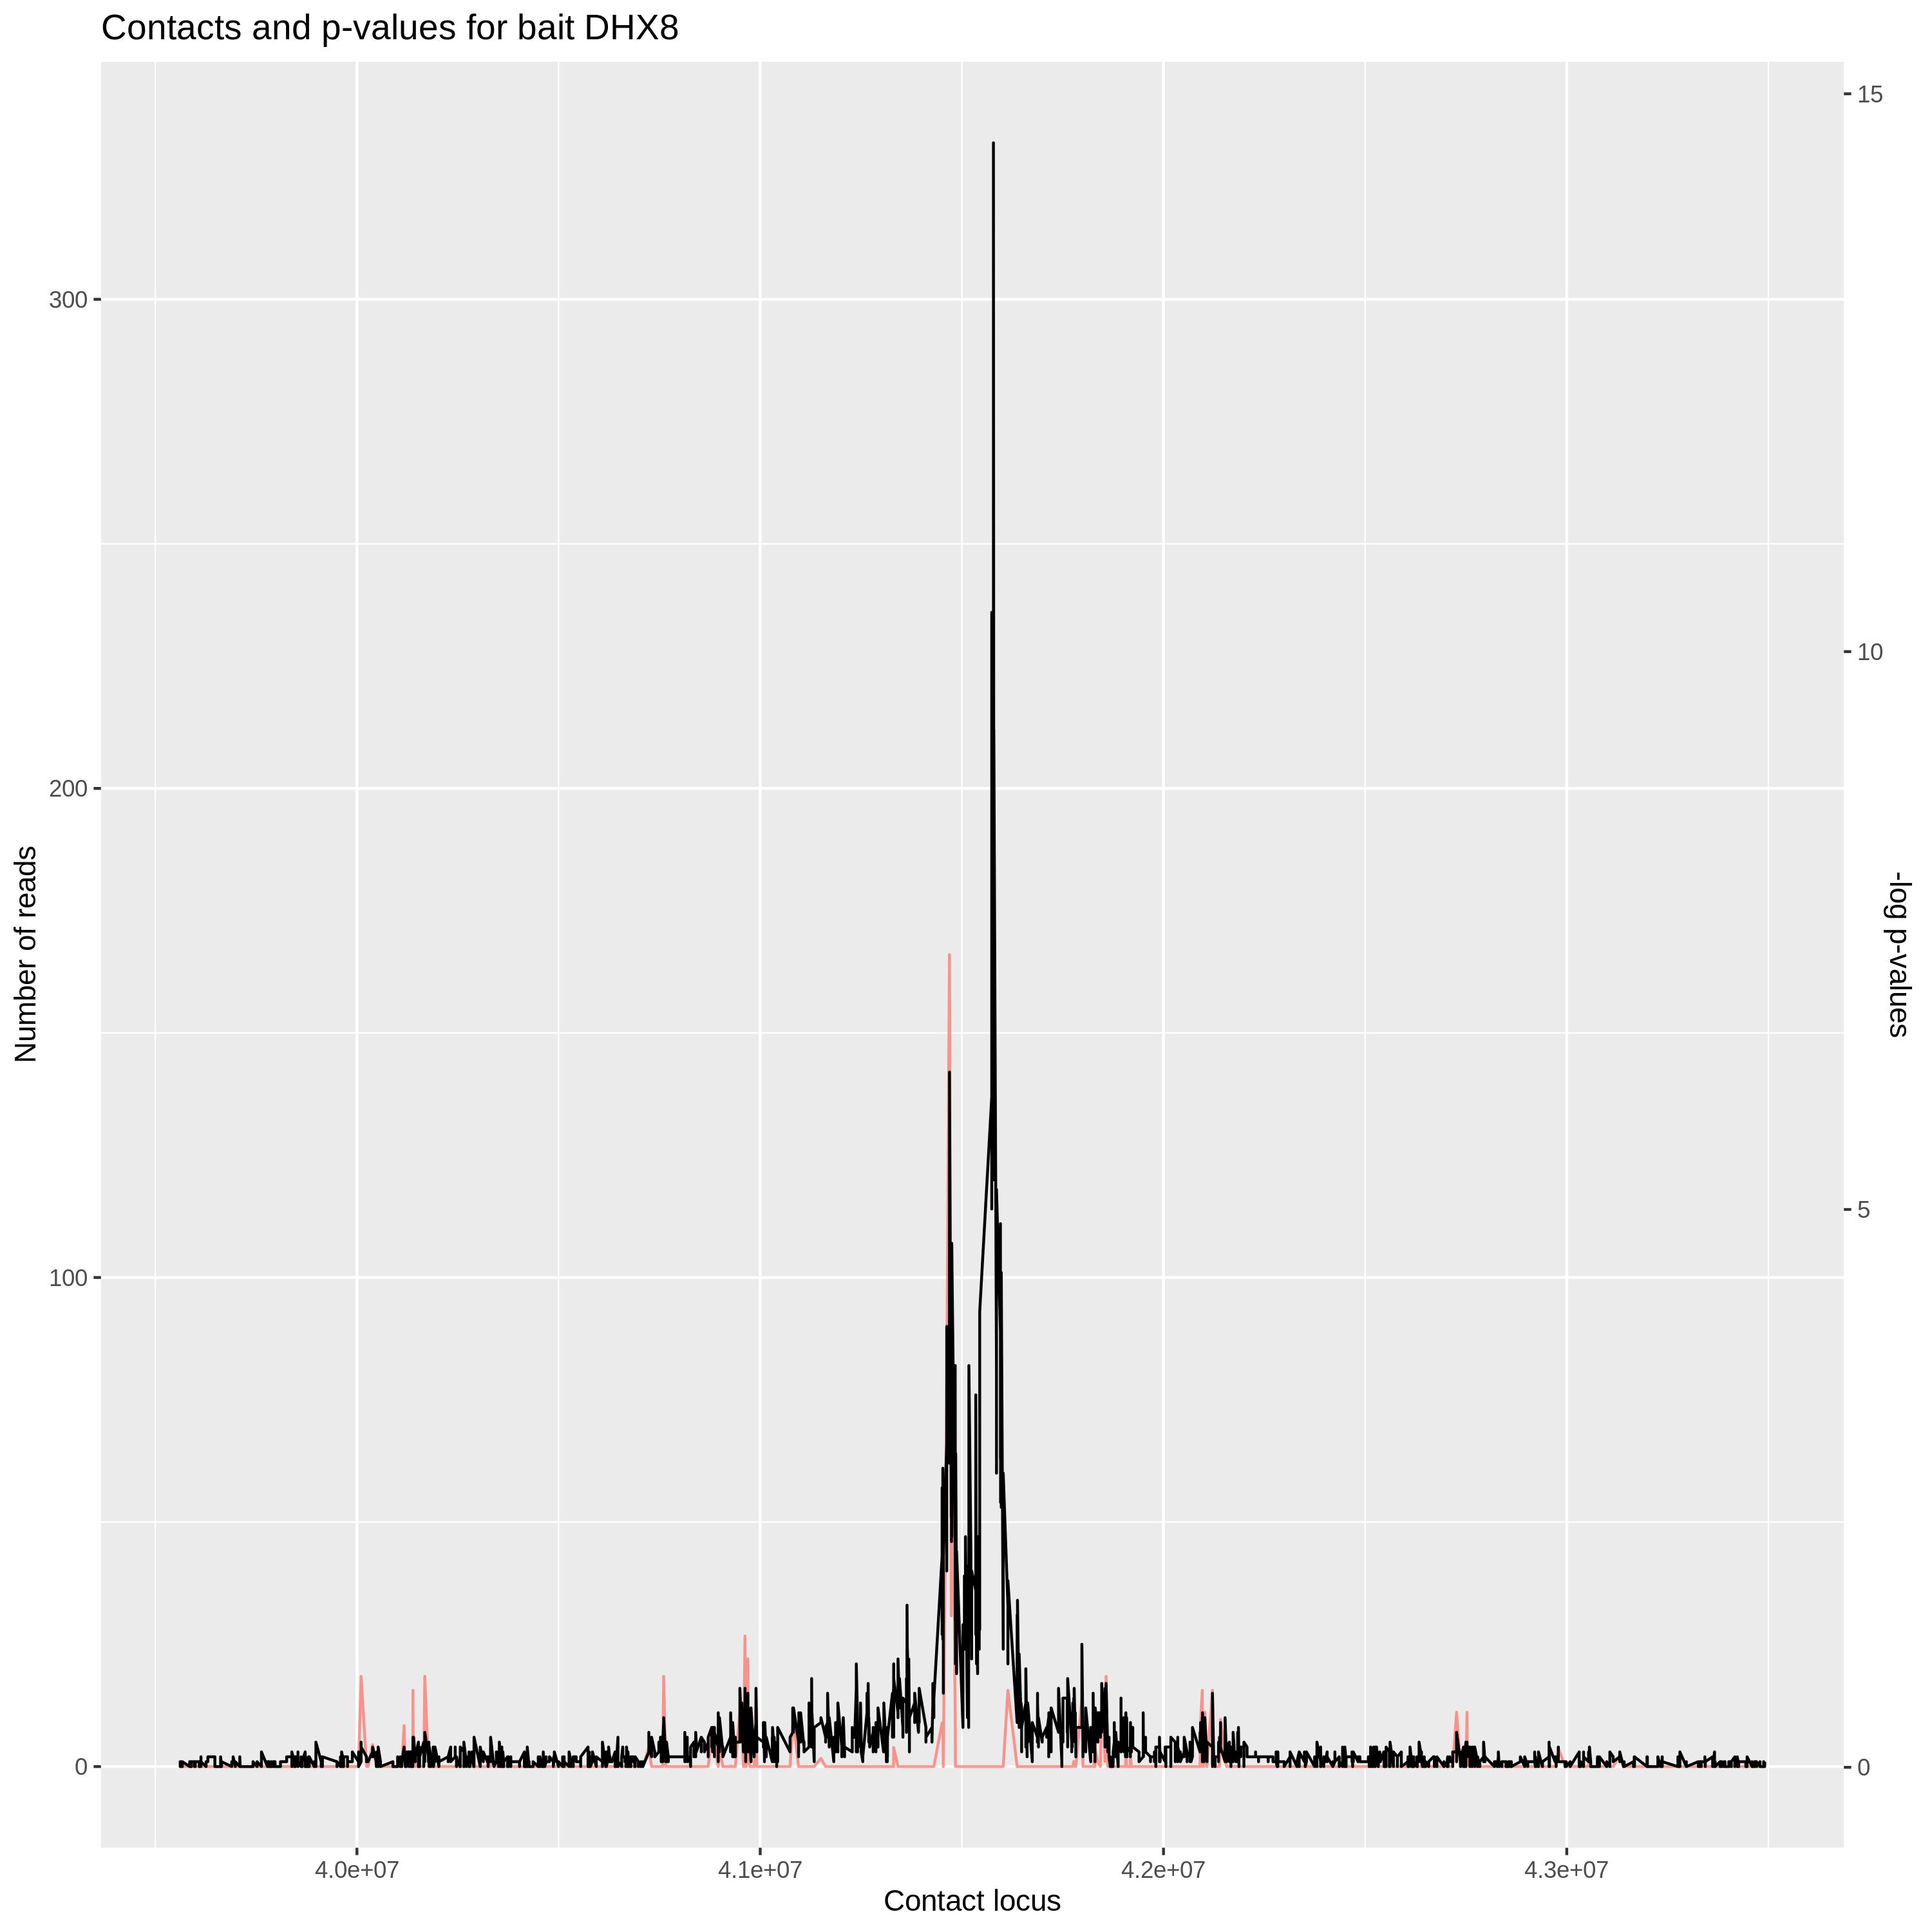 Contacts and p-values for bait DHX8
15
300
10
200
Number of reads
-log p-values
5
100
0
0
4.0e+07
4.1e+07
4.2e+07
4.3e+07
Contact locus